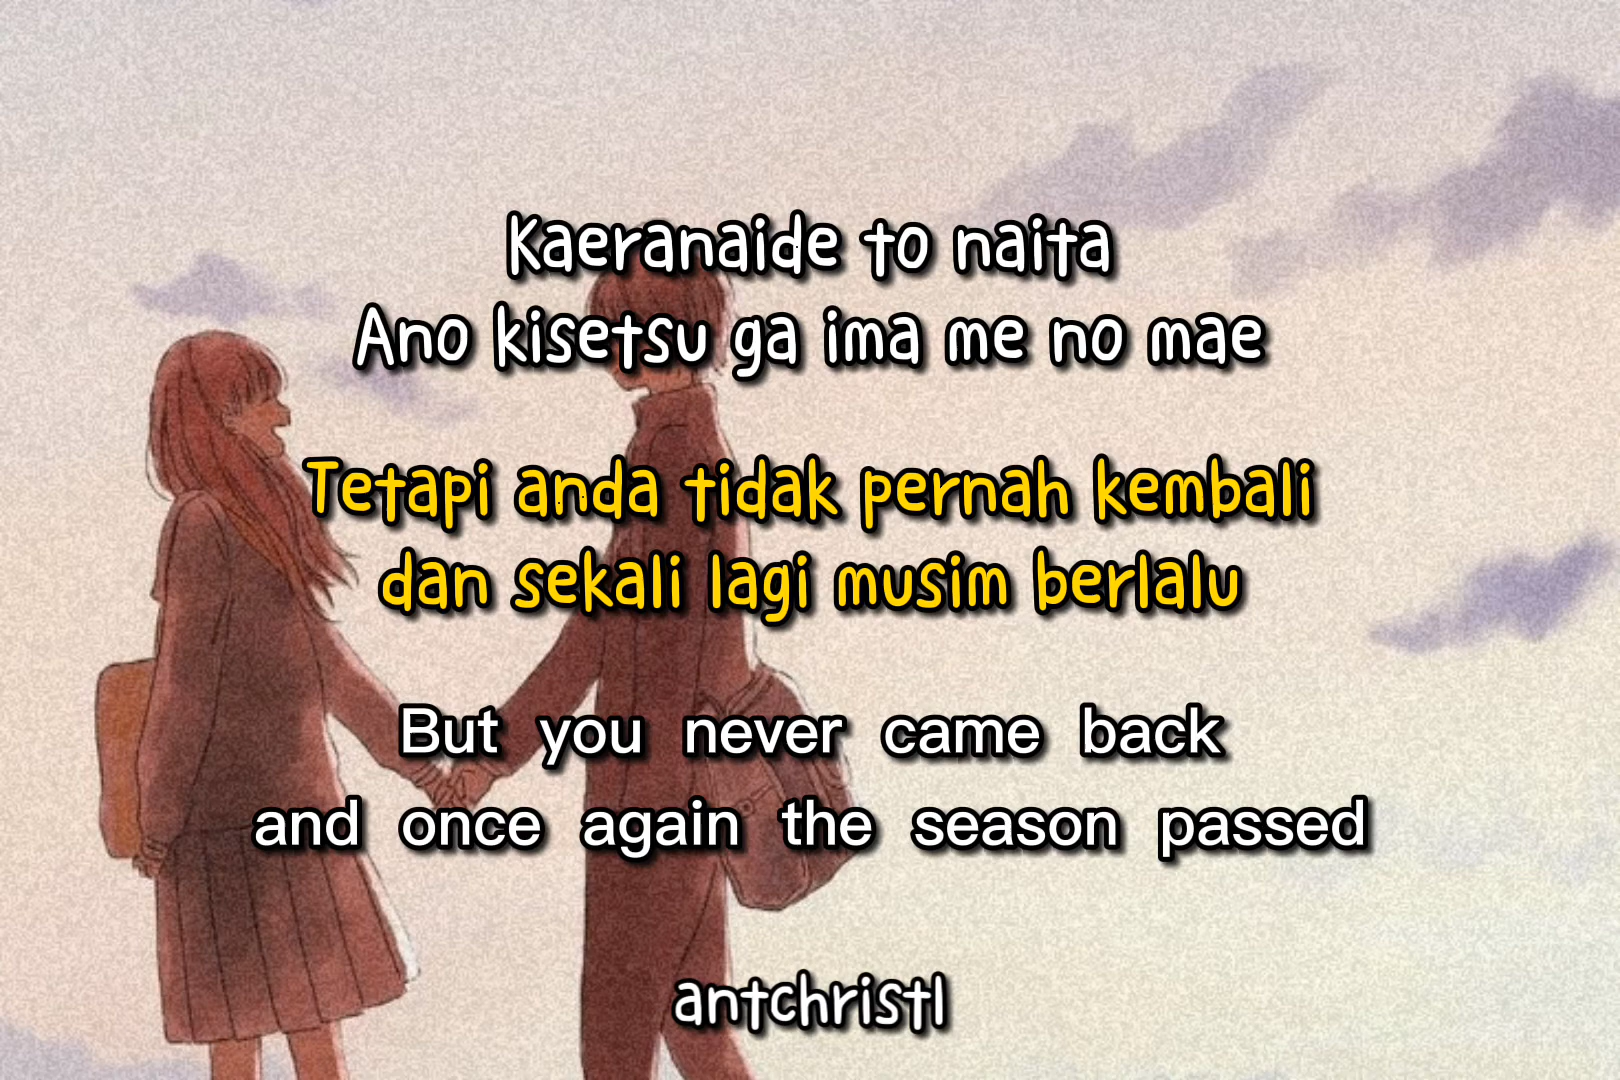 Kaeranaide to naita
Ano kisetsu ga ima me no mae
Tetapi anda tidak pernah kembali
dan sekali lagi musim berlalu
But you never came back
and once again the season passed
antchristl